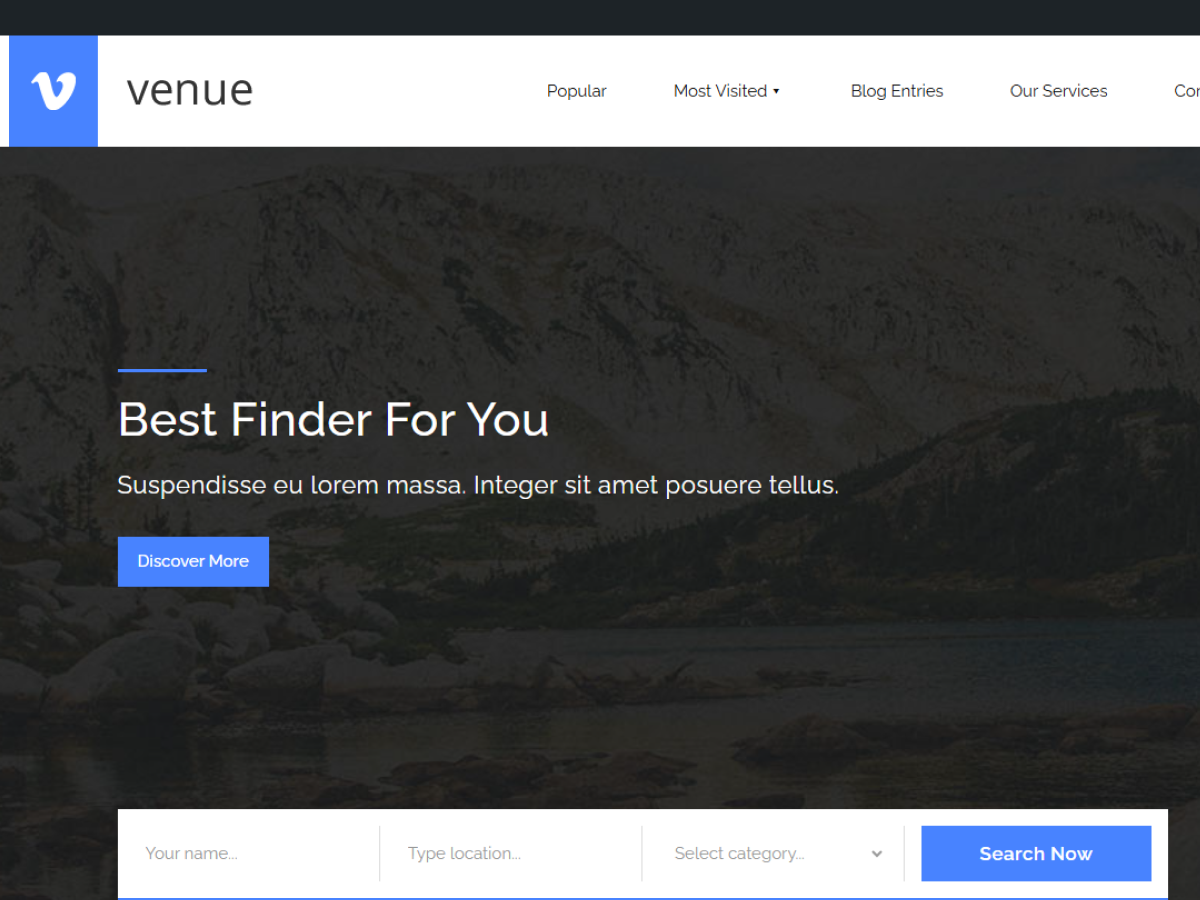 venue
Popular
Most Visited ▾
Blog Entries
Our Services
Best Finder For You
Suspendisse eu lorem massa. Integer sit amet posuere tellus.
Discover More
Your name...
Type location...
Select category...
Search Now